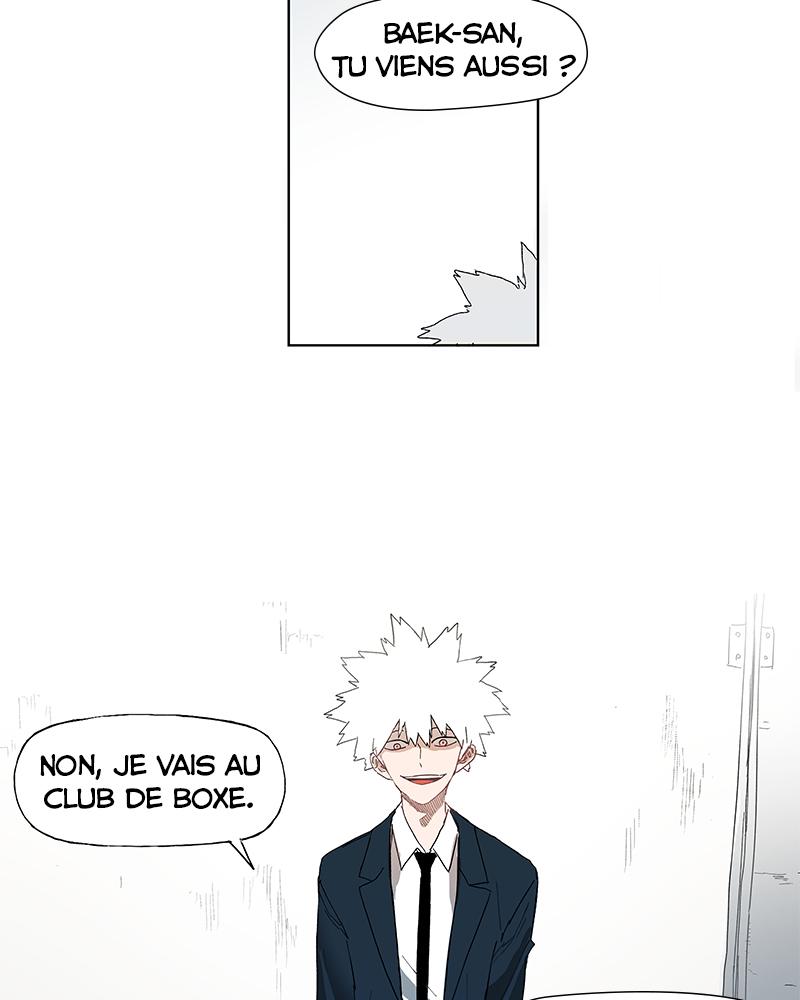 BAEK-SAN,
TU VIENS AUSSI ?
NON, JE VAIS AU
CLUB DE BOXE.